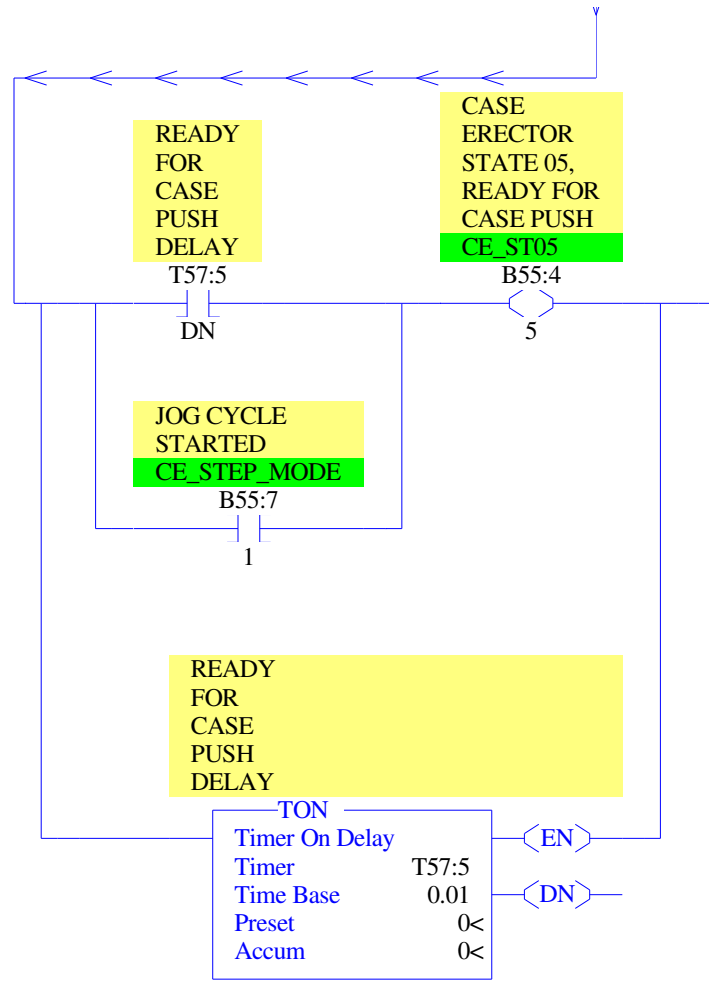 READY
FOR
CASE
PUSH
DELAY
T57:5
DN
CASE
ERECTOR
STATE 05,
READY FOR
CASE PUSH
CE_ST05
B55:4
5
JOG CYCLE
STARTED
CE_STEP_MODE
B55:7
1
READY
FOR
CASE
PUSH
DELAY
TON
Timer On Delay
EN
Timer T57:5
Time Base 0.01
DN
Preset 0<
Accum 0<